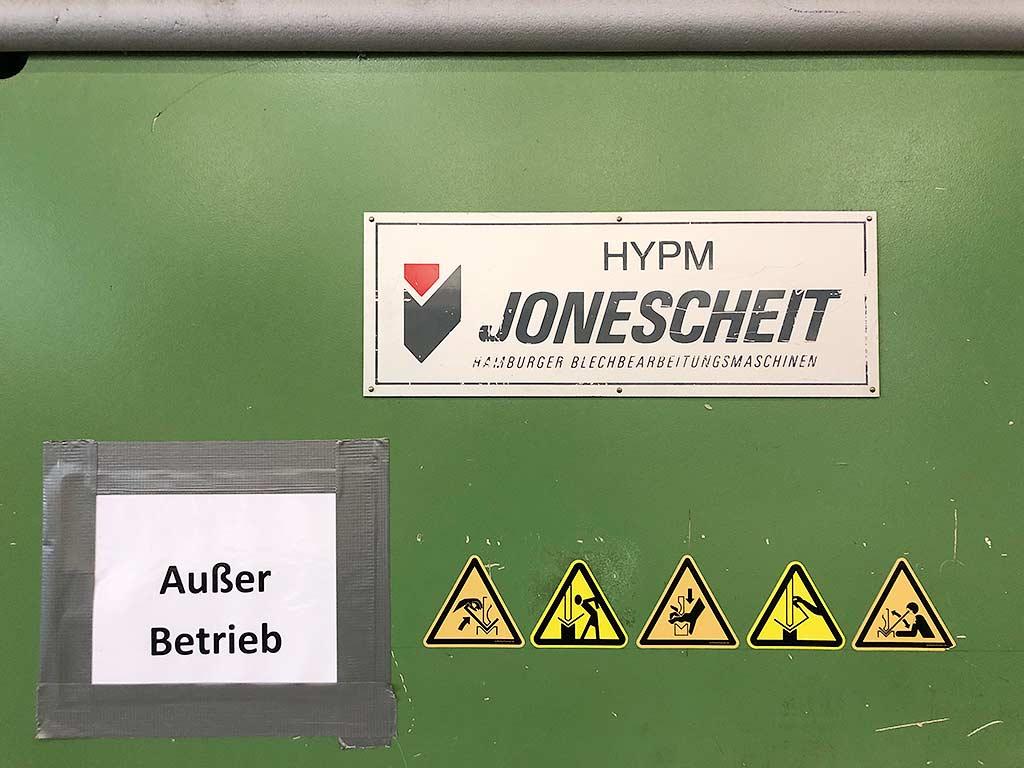 HYPM
JONESCHEIT
HAMBURGER BLECHBEARBEITUNGSMASCHINEN
Außer
Betrieb